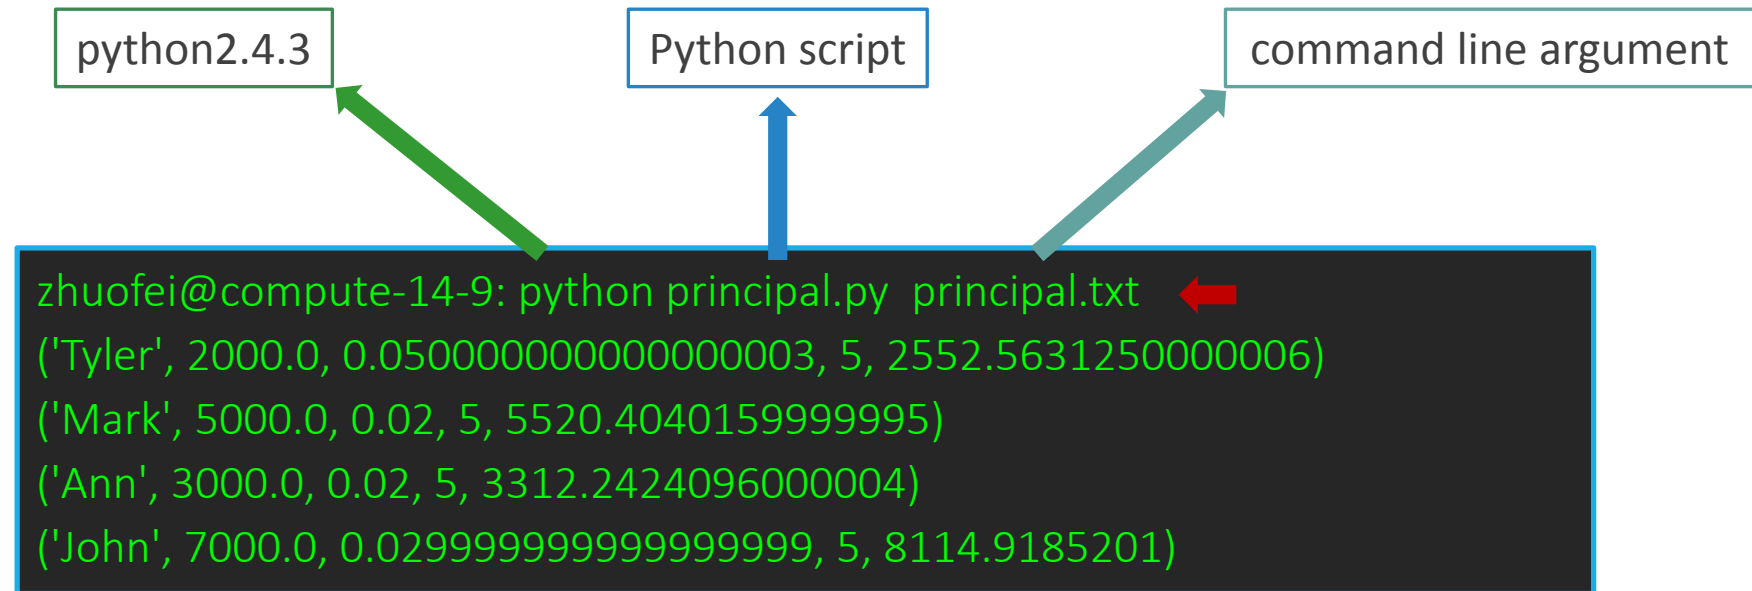 python2.4.3
Python script
command line argument
zhuofei@compute-14-9: python principal.py  principal.txt
('Tyler', 2000.0, 0.050000000000000003, 5, 2552.5631250000006)
('Mark', 5000.0, 0.02, 5, 5520.4040159999995)
('Ann', 3000.0, 0.02, 5, 3312.2424096000004)
('John', 7000.0, 0.029999999999999999, 5, 8114.9185201)